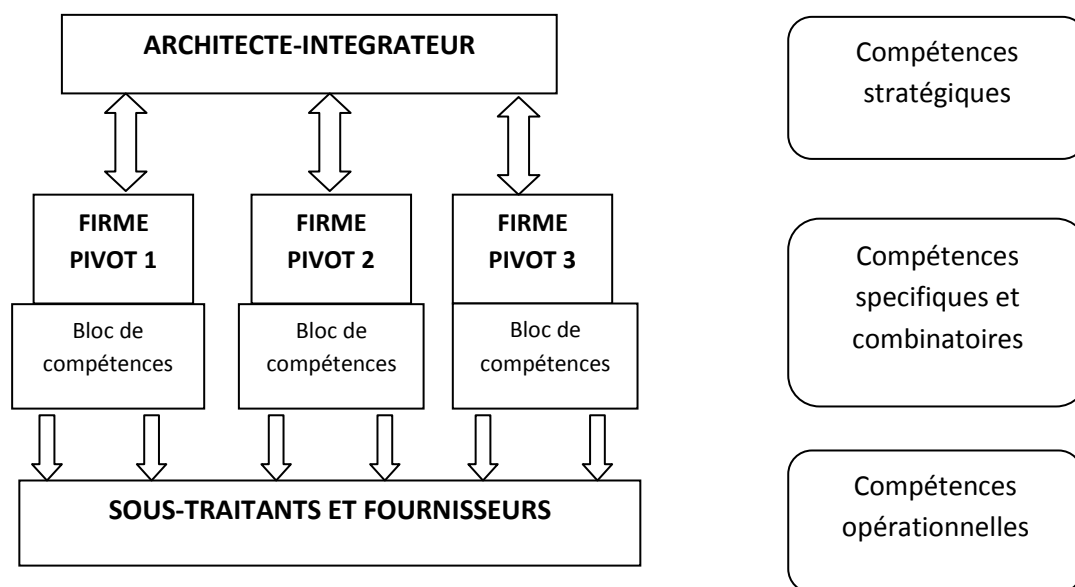 ARCHITECTE-INTEGRATEUR
Compétences
stratégiques
FIRME
PIVOT 1
FIRME
PIVOT 2
FIRME
PIVOT 3
Bloc de
compétences
Bloc de
compétences
Bloc de
compétences
Compétences
specifiques et
combinatoires
SOUS-TRAITANTS ET FOURNISSEURS
Compétences
opérationnelles